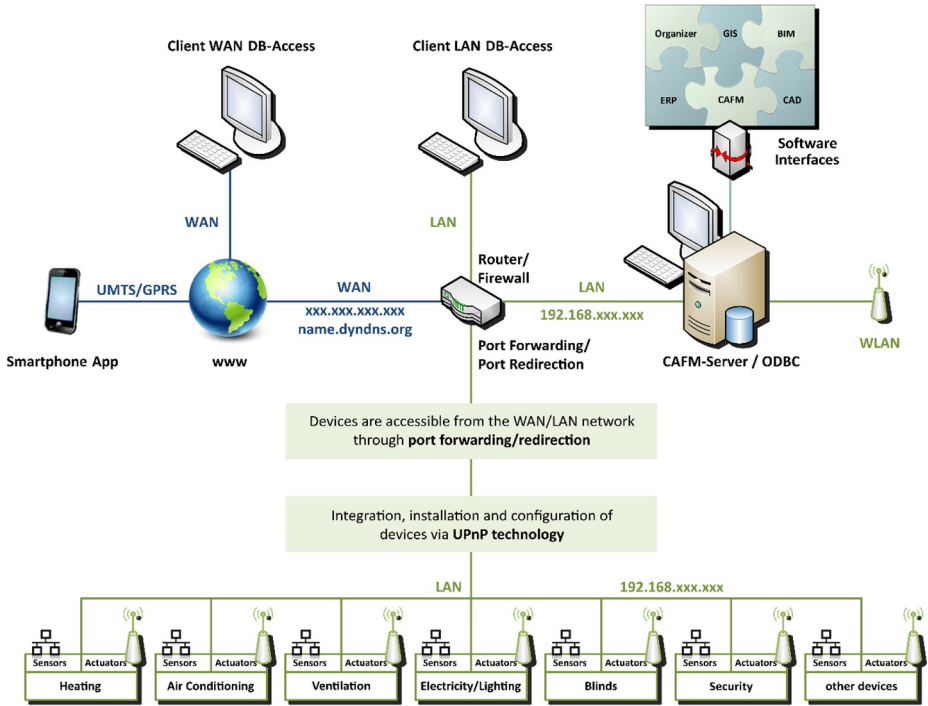 Client WAN DB-Access
Client LAN DB-Access
Organizer
GIS
BIM
ERP
CAFM
CAD
Software
Interfaces
WAN
LAN
Router/
Firewall
UMTS/GPRS
WAN
xxx.xxx.xxx.xxx
name.dyndns.org
LAN
192.168.xxx.xxx
Smartphone App
www
Port Forwarding/
Port Redirection
CAFM-Server / ODBC
WLAN
Devices are accessible from the WAN/LAN network
through port forwarding/redirection
Integration, installation and configuration of
devices via UPnP technology
LAN
192.168.xxx.xxx
Sensors
Actuators
Heating
Sensors
Actuators
Air Conditioning
Sensors
Actuators
Ventilation
Sensors
Actuators
Electricity/Lighting
Sensors
Actuators
Blinds
Sensors
Actuators
Security
Sensors
Actuators
other devices